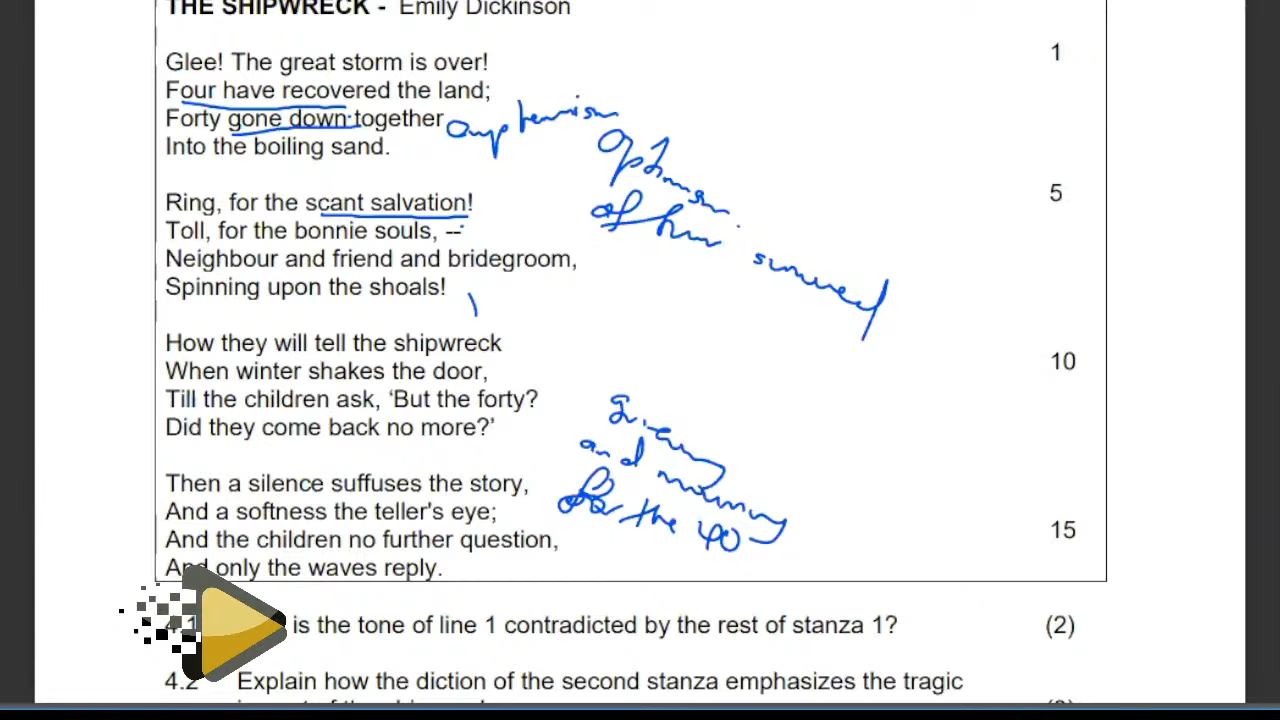 THE SHIPWRECK - Emily Dickinson
Glee! The great storm is over! 1
Four have recovered the land;
Forty gone down together
Into the boiling sand.
Ring, for the scant salvation! 5
Toll, for the bonnie souls, --
Neighbour and friend and bridegroom,
Spinning upon the shoals!
How they will tell the shipwreck
When winter shakes the door, 10
Till the children ask, ‘But the forty?
Did they come back no more?’
and
Then a silence suffuses the story,
And a softness the teller's eye;
the 40
And the children no further question, 15
And only the waves reply.
is the tone of line 1 contradicted by the rest of stanza 1? (2)
4.2 Explain how the diction of the second stanza emphasizes the tragic